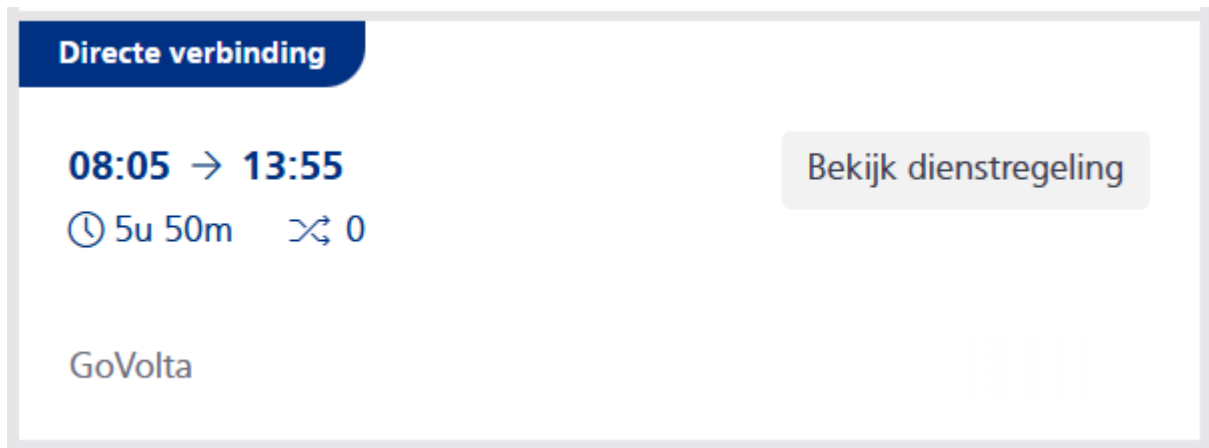 Directe verbinding
08:05 → 13:55
Bekijk dienstregeling
5u 50m 0
GoVolta